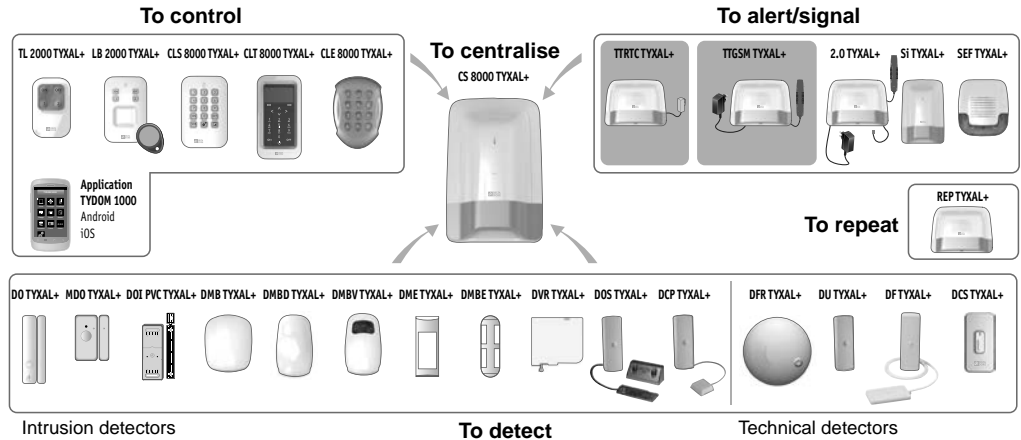 To control
To alert/signal
TL 2000 TYXAL+ LB 2000 TYXAL+ CLS 8000 TYXAL+ CLT 8000 TYXAL+ CLE 8000 TYXAL+
To centralise
CS 8000 TYXAL+
TTRTC TYXAL+ TTGSM TYXAL+ 2.0 TYXAL+ Si TYXAL+ SEF TYXAL+
Application
TYDOM 1000
Android
iOS
To repeat
REP TYXAL+
DO TYXAL+ MDO TYXAL+ DOI PVC TYXAL+ DMB TYXAL+ DMBD TYXAL+ DMBV TYXAL+ DME TYXAL+ DMBE TYXAL+ DVR TYXAL+ DOS TYXAL+ DCP TYXAL+ DFR TYXAL+ DU TYXAL+ DF TYXAL+ DCS TYXAL+
Intrusion detectors
To detect
Technical detectors